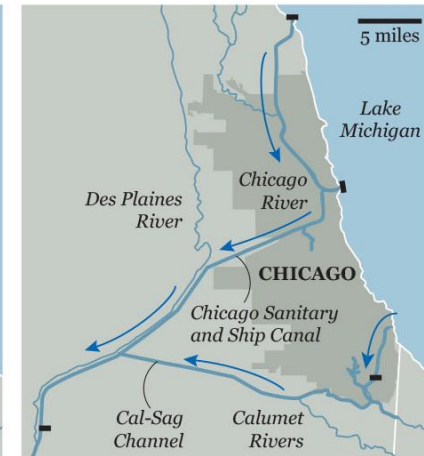 5 miles
Lake
Michigan
Chicago
River
Des Plaines
River
CHICAGO
Chicago Sanitary
and Ship Canal
Cal-Sag
Channel
Calumet
Rivers